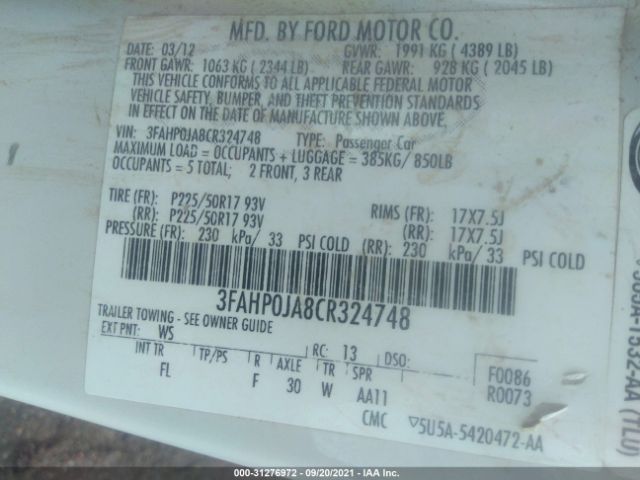 MFD. BY FORD MOTOR CO.
DATE: 03/12 GVWR: 1991 KG ( 4389 LB)
FRONT GAWR: 1063 KG ( 2344 LB) REAR GAWR: 928 KG ( 2045 LB)
THIS VEHICLE CONFORMS TO ALL APPLICABLE FEDERAL MOTOR
VEHICLE SAFETY, BUMPER, AND THEFT PREVENTION STANDARDS
IN EFFECT ON THE DATE OF MANUFACTURE SHOWN ABOVE.
VIN: 3FAHP0JA8CR324748 TYPE: Passenger Car
MAXIMUM LOAD = OCCUPANTS + LUGGAGE = 385KG/ 850LB
OCCUPANTS = 5 TOTAL; 2 FRONT, 3 REAR
TIRE (FR): P225/50R17 93V RIMS (FR): 17X7.5J
(RR): P225/50R17 93V (RR): 17X7.5J
PRESSURE (FR): 230 kPa/ 33 PSI COLD (RR): 230 kPa/ 33 PSI COLD
3FAHP0JA8CR324748
TRAILER TOWING - SEE OWNER GUIDE
EXT PNT: WS RC: 13 DSO:
INT TR TP/PS R AXLE TR SPR F0086
FL F 30 W AA11 R0073
CMC ▽5U5A-5420472-AA
(TLU)
000-31276972 | 09/20/2021 | IAA Inc.